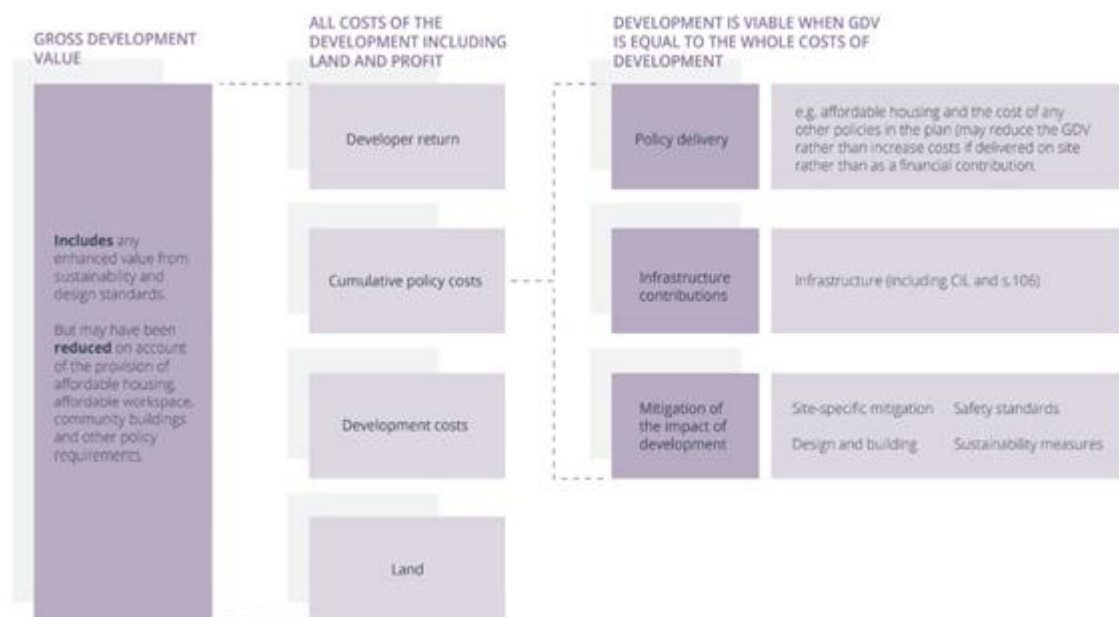 GROSS DEVELOPMENT
VALUE
Includes any
enhanced value from
sustainability and
design standards.
But may have been
reduced on account
of the provision of
affordable housing,
affordable workspace,
community buildings
and other policy
requirements.
ALL COSTS OF THE
DEVELOPMENT INCLUDING
LAND AND PROFIT
Developer return
Cumulative policy costs
Development costs
Land
DEVELOPMENT IS VIABLE WHEN GDV
IS EQUAL TO THE WHOLE COSTS OF
DEVELOPMENT
Policy delivery
e.g. affordable housing and the cost of any
other policies in the plan (may reduce the GDV
rather than increase costs if delivered on site
rather than as a financial contribution.
Infrastructure
contributions
Infrastructure (including CIL and s.106)
Mitigation of
the impact of
development
Site-specific mitigation Safety standards
Design and building Sustainability measures